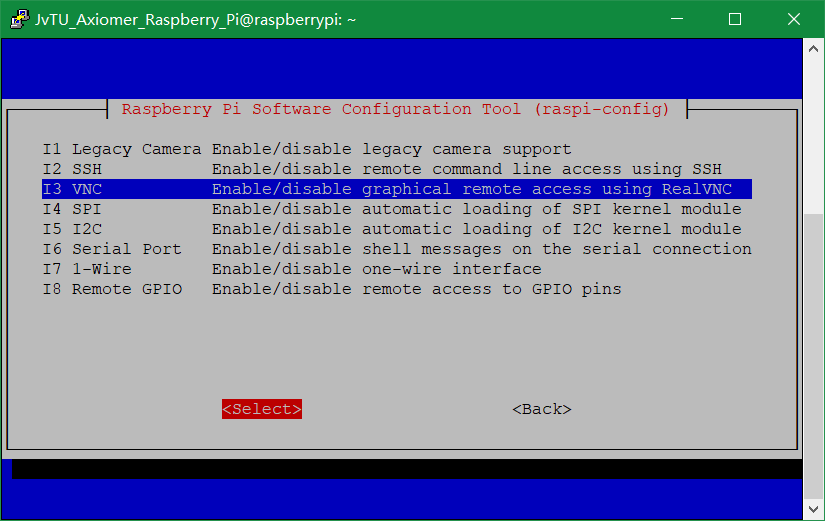 JvTU_Axiomer_Raspberry_Pi@raspberrypi: ~
Raspberry Pi Software Configuration Tool (raspi-config)
I1 Legacy Camera Enable/disable legacy camera support
I2 SSH Enable/disable remote command line access using SSH
I3 VNC Enable/disable graphical remote access using RealVNC
I4 SPI Enable/disable automatic loading of SPI kernel module
I5 I2C Enable/disable automatic loading of I2C kernel module
I6 Serial Port Enable/disable shell messages on the serial connection
I7 1-Wire Enable/disable one-wire interface
I8 Remote GPIO Enable/disable remote access to GPIO pins
<Select> <Back>